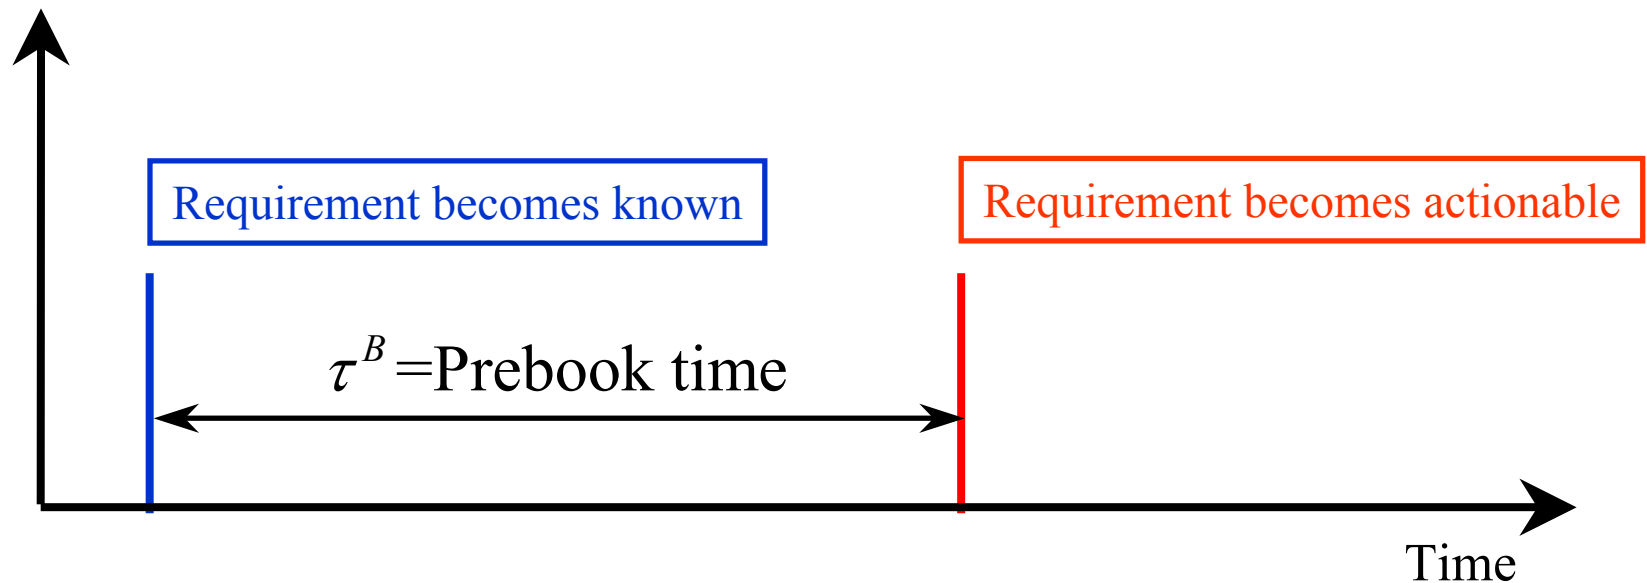 Requirement becomes known
Requirement becomes actionable
τ^B =Prebook time
Time